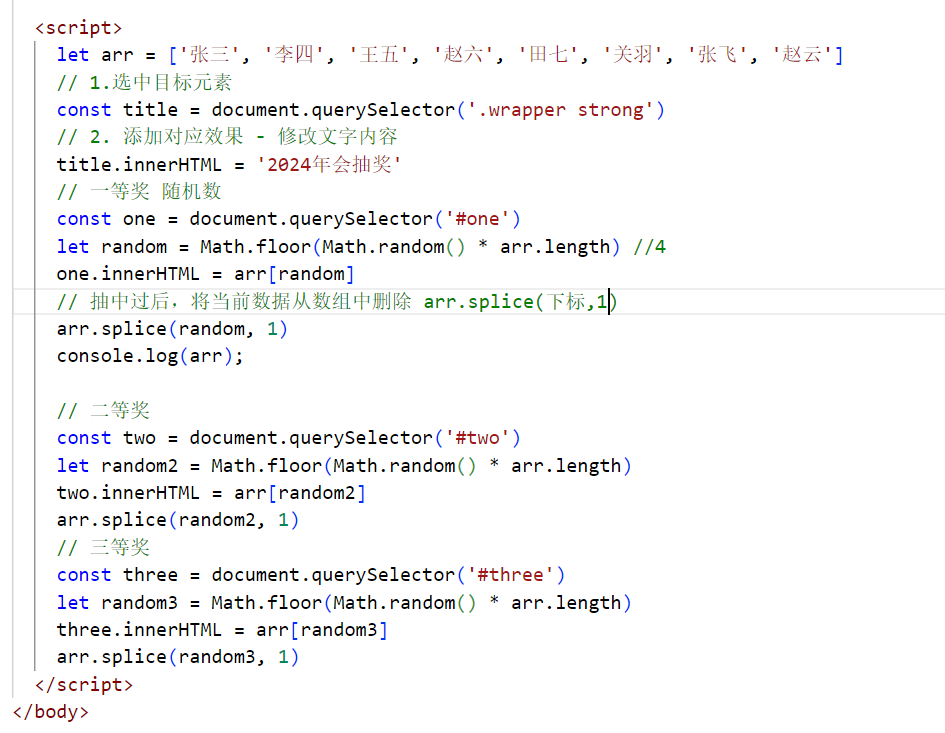 <script>
let arr = ['张三', '李四', '王五', '赵六', '田七', '关羽', '张飞', '赵云']
// 1.选中目标元素
const title = document.querySelector('.wrapper strong')
// 2. 添加对应效果 - 修改文字内容
title.innerHTML = '2024年会抽奖'
// 一等奖 随机数
const one = document.querySelector('#one')
let random = Math.floor(Math.random() * arr.length) //4
one.innerHTML = arr[random]
// 抽中过后，将当前数据从数组中删除 arr.splice(下标,1)
arr.splice(random, 1)
console.log(arr);
// 二等奖
const two = document.querySelector('#two')
let random2 = Math.floor(Math.random() * arr.length)
two.innerHTML = arr[random2]
arr.splice(random2, 1)
// 三等奖
const three = document.querySelector('#three')
let random3 = Math.floor(Math.random() * arr.length)
three.innerHTML = arr[random3]
arr.splice(random3, 1)
</script>
</body>